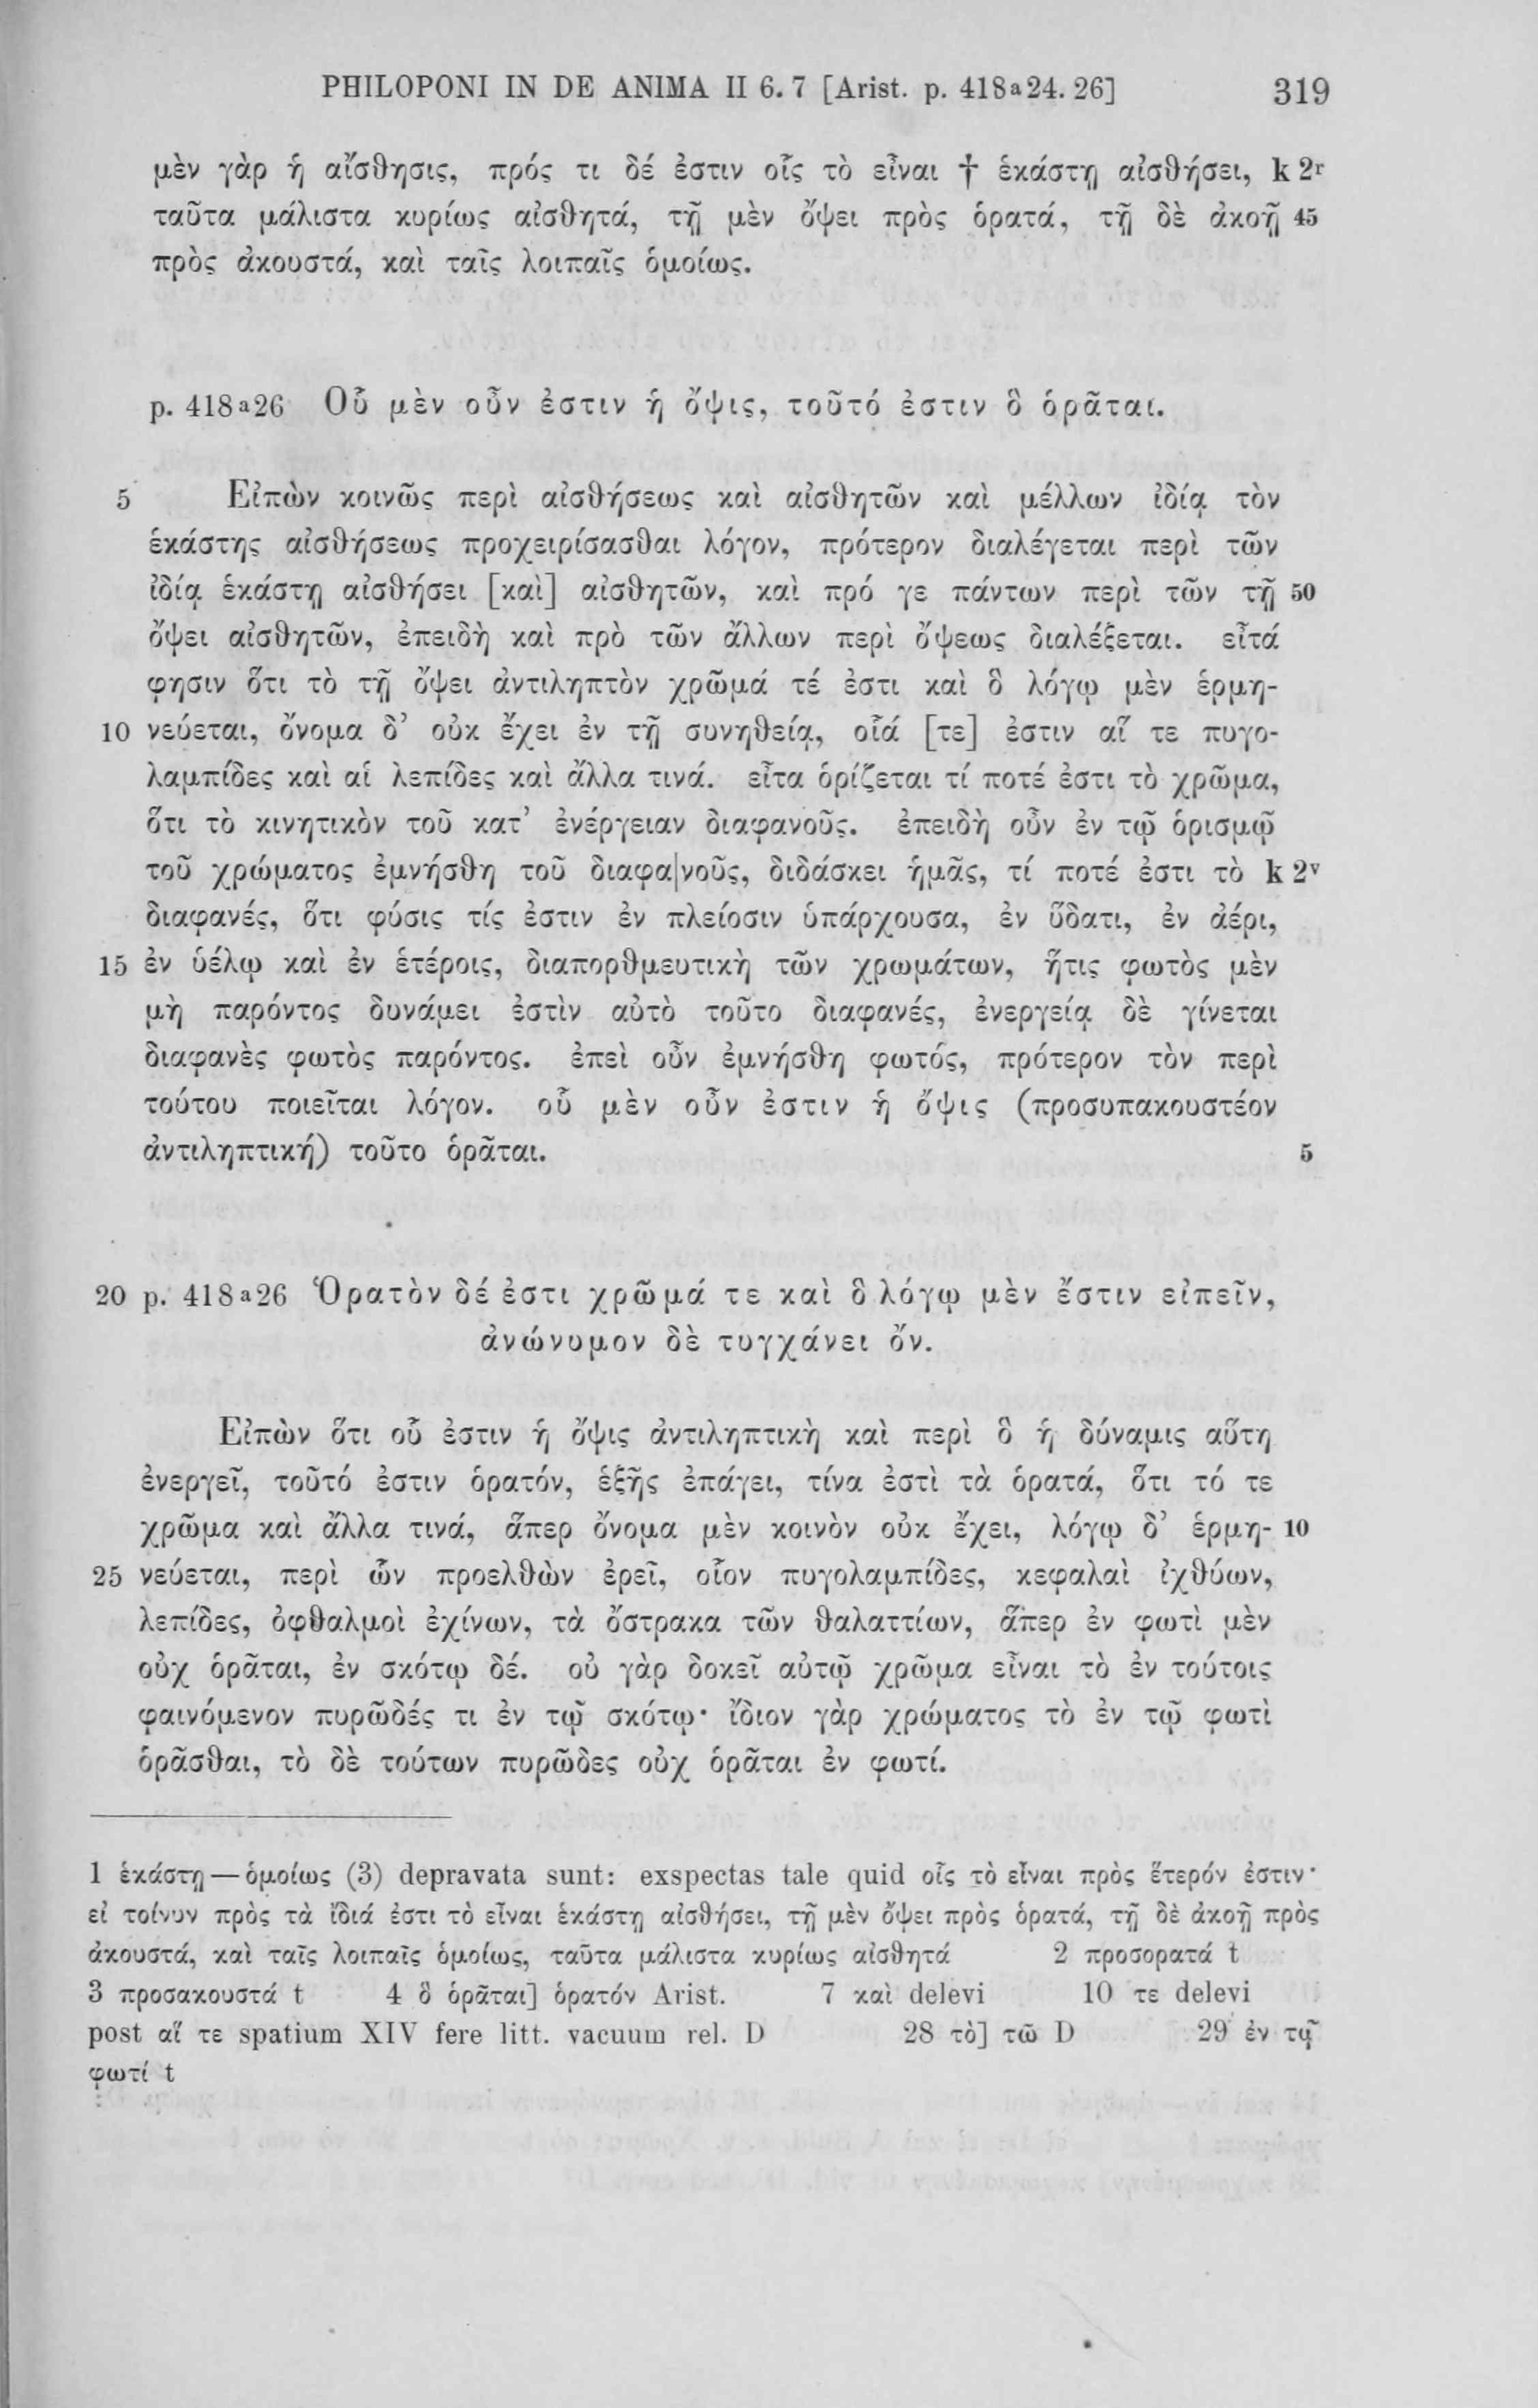 PHILOPONI IN DE ANIMA II 6. 7 [Arist. p. 418a24. 26] 319
μὲν γὰρ ἡ αἴσθησις, πρός τι δέ ἐστιν οἷς τὸ εἶναι † ἑκάστῃ αἰσθήσει, k 2r
ταῦτα μάλιστα κυρίως αἰσθητά, τῇ μὲν ὄψει πρὸς ὁρατά, τῇ δὲ ἀκοῇ 45
πρὸς ἀκουστά, καὶ ταῖς λοιπαῖς ὁμοίως.
p. 418a26 Οὗ μὲν οὖν ἐστιν ἡ ὄψις, τοῦτό ἐστιν ὃ ὁρᾶται.
5 Εἰπὼν κοινῶς περὶ αἰσθήσεως καὶ αἰσθητῶν καὶ μέλλων ἰδίᾳ τὸν
ἑκάστης αἰσθήσεως προχειρίσασθαι λόγον, πρότερον διαλέγεται περὶ τῶν
ἰδίᾳ ἑκάστῃ αἰσθήσει [καὶ] αἰσθητῶν, καὶ πρό γε πάντων περὶ τῶν τῇ 50
ὄψει αἰσθητῶν, ἐπειδὴ καὶ πρὸ τῶν ἄλλων περὶ ὄψεως διαλέξεται. εἶτά
φησιν ὅτι τὸ τῇ ὄψει ἀντιληπτὸν χρῶμά τέ ἐστι καὶ ὃ λόγῳ μὲν ἑρμη-
10 νεύεται, ὄνομα δ’ οὐκ ἔχει ἐν τῇ συνηθείᾳ, οἷά [τε] ἐστιν αἵ τε πυγο-
λαμπίδες καὶ αἱ λεπίδες καὶ ἄλλα τινά. εἶτα ὁρίζεται τί ποτέ ἐστι τὸ χρῶμα,
ὅτι τὸ κινητικὸν τοῦ κατ’ ἐνέργειαν διαφανοῦς. ἐπειδὴ οὖν ἐν τῷ ὁρισμῷ
τοῦ χρώματος ἐμνήσθη τοῦ διαφα|νοῦς, διδάσκει ἡμᾶς, τί ποτέ ἐστι τὸ k 2v
διαφανές, ὅτι φύσις τίς ἐστιν ἐν πλείοσιν ὑπάρχουσα, ἐν ὕδατι, ἐν ἀέρι,
15 ἐν ὑέλῳ καὶ ἐν ἑτέροις, διαπορθμευτικὴ τῶν χρωμάτων, ἥτις φωτὸς μὲν
μὴ παρόντος δυνάμει ἐστὶν αὐτὸ τοῦτο διαφανές, ἐνεργείᾳ δὲ γίνεται
διαφανὲς φωτὸς παρόντος. ἐπεὶ οὖν ἐμνήσθη φωτός, πρότερον τὸν περὶ
τούτου ποιεῖται λόγον. οὗ μὲν οὖν ἐστιν ἡ ὄψις (προσυπακουστέον
ἀντιληπτική) τοῦτο ὁρᾶται. 5
20 p. 418a26 Ὁρατὸν δέ ἐστι χρῶμά τε καὶ ὃ λόγῳ μὲν ἔστιν εἰπεῖν,
ἀνώνυμον δὲ τυγχάνει ὄν.
Εἰπὼν ὅτι οὗ ἐστιν ἡ ὄψις ἀντιληπτικὴ καὶ περὶ ὃ ἡ δύναμις αὕτη
ἐνεργεῖ, τοῦτό ἐστιν ὁρατόν, ἑξῆς ἐπάγει, τίνα ἐστὶ τὰ ὁρατά, ὅτι τό τε
χρῶμα καὶ ἄλλα τινά, ἅπερ ὄνομα μὲν κοινὸν οὐκ ἔχει, λόγῳ δ’ ἑρμη- 10
25 νεύεται, περὶ ὧν προελθὼν ἐρεῖ, οἷον πυγολαμπίδες, κεφαλαὶ ἰχθύων,
λεπίδες, ὀφθαλμοὶ ἐχίνων, τὰ ὄστρακα τῶν θαλαττίων, ἅπερ ἐν φωτὶ μὲν
οὐχ ὁρᾶται, ἐν σκότῳ δέ. οὐ γὰρ δοκεῖ αὐτῷ χρῶμα εἶναι τὸ ἐν τούτοις
φαινόμενον πυρῶδές τι ἐν τῷ σκότῳ· ἴδιον γὰρ χρώματος τὸ ἐν τῷ φωτὶ
ὁρᾶσθαι, τὸ δὲ τούτων πυρῶδες οὐχ ὁρᾶται ἐν φωτί.
1 ἑκάστῃ — ὁμοίως (3) depravata sunt: exspectas tale quid οἷς τὸ εἶναι πρὸς ἕτερόν ἐστιν·
εἰ τοίνυν πρὸς τὰ ἴδιά ἐστι τὸ εἶναι ἑκάστῃ αἰσθήσει, τῇ μὲν ὄψει πρὸς ὁρατά, τῇ δὲ ἀκοῇ πρὸς
ἀκουστά, καὶ ταῖς λοιπαῖς ὁμοίως, ταῦτα μάλιστα κυρίως αἰσθητά 2 προσορατά t
3 προσακουστά t 4 ὃ ὁρᾶται] ὁρατόν Arist. 7 καὶ delevi 10 τε delevi
post αἵ τε spatium XIV fere litt. vacuum rel. D 28 τὸ] τῶ D 29 ἐν τῷ
φωτί t